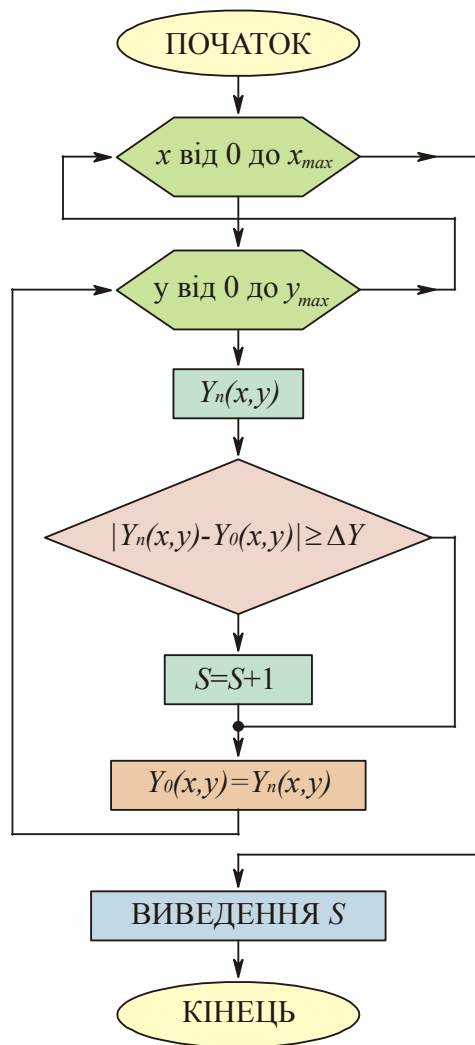 ПОЧАТОК
x від 0 до xmax
y від 0 до ymax
Yn(x,y)
|Yn(x,y)-Y0(x,y)|≥ΔY
S=S+1
Y0(x,y)=Yn(x,y)
ВИВЕДЕННЯ S
КІНЕЦЬ